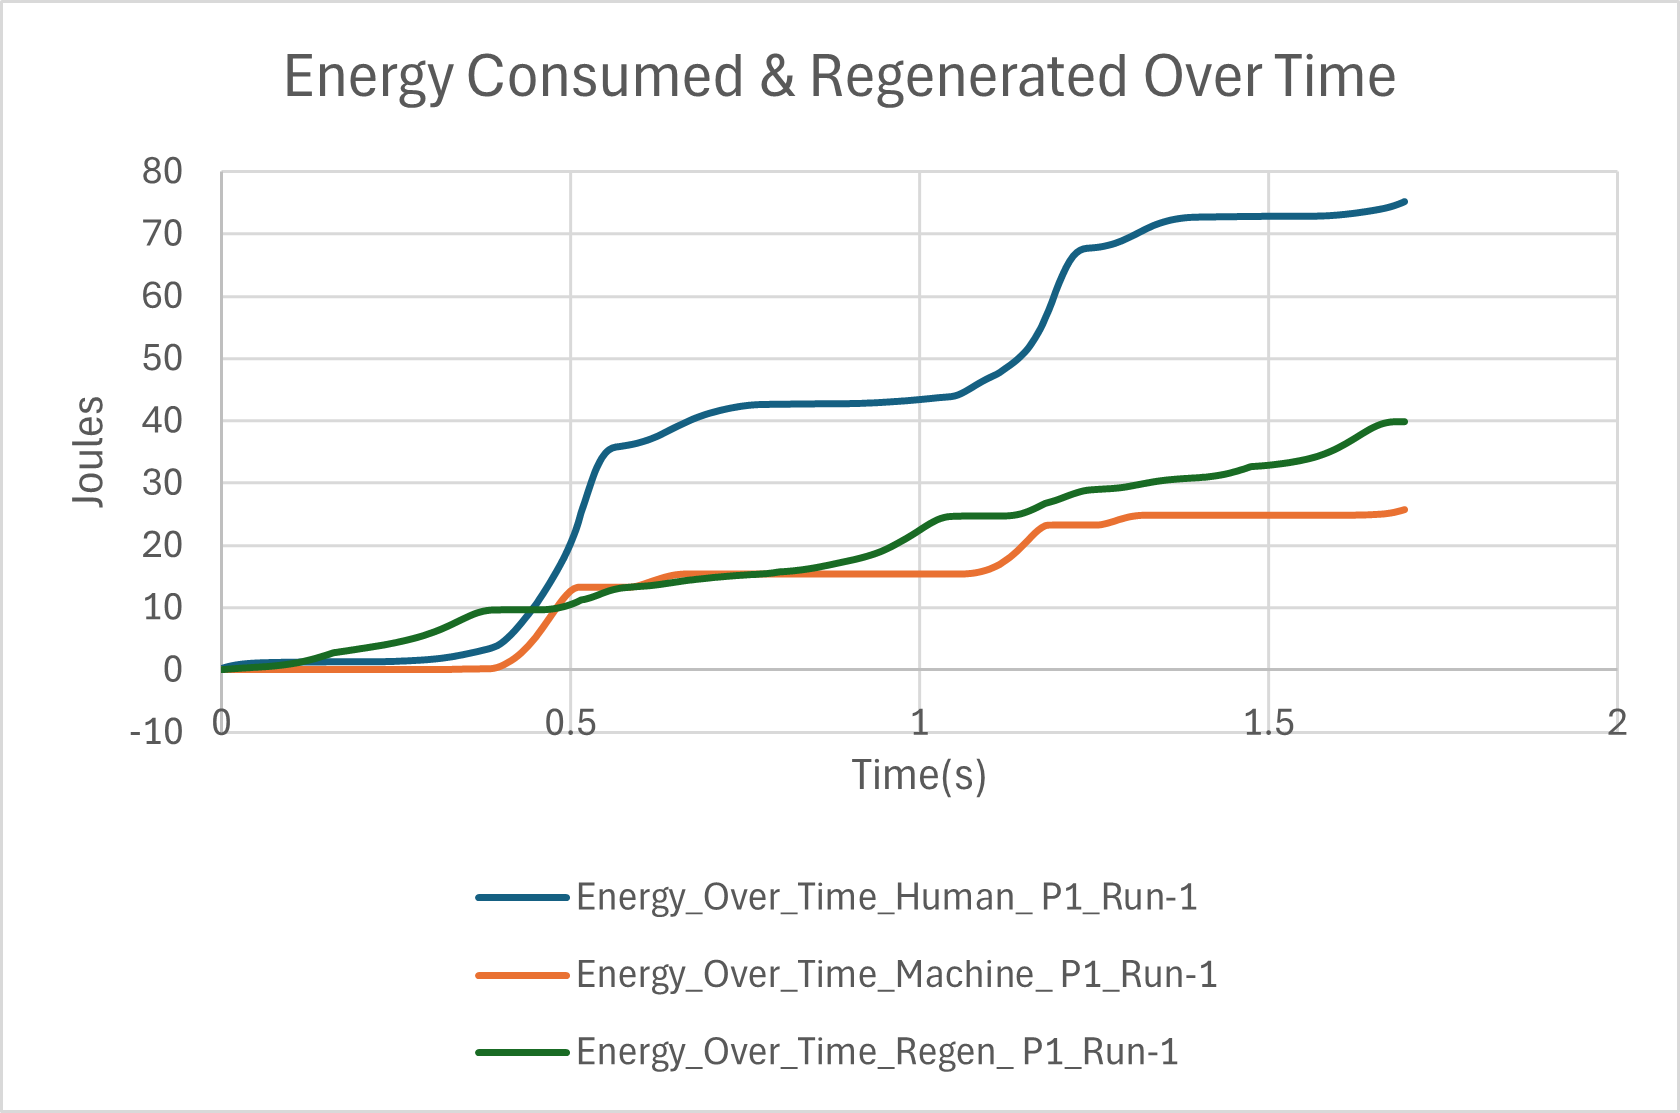 Energy Consumed & Regenerated Over Time
80
70
60
50
40
30
20
10
0
-10
Joules
0 0.5 1 1.5 2
Time(s)
Energy_Over_Time_Human_ P1_Run-1
Energy_Over_Time_Machine_ P1_Run-1
Energy_Over_Time_Regen_ P1_Run-1